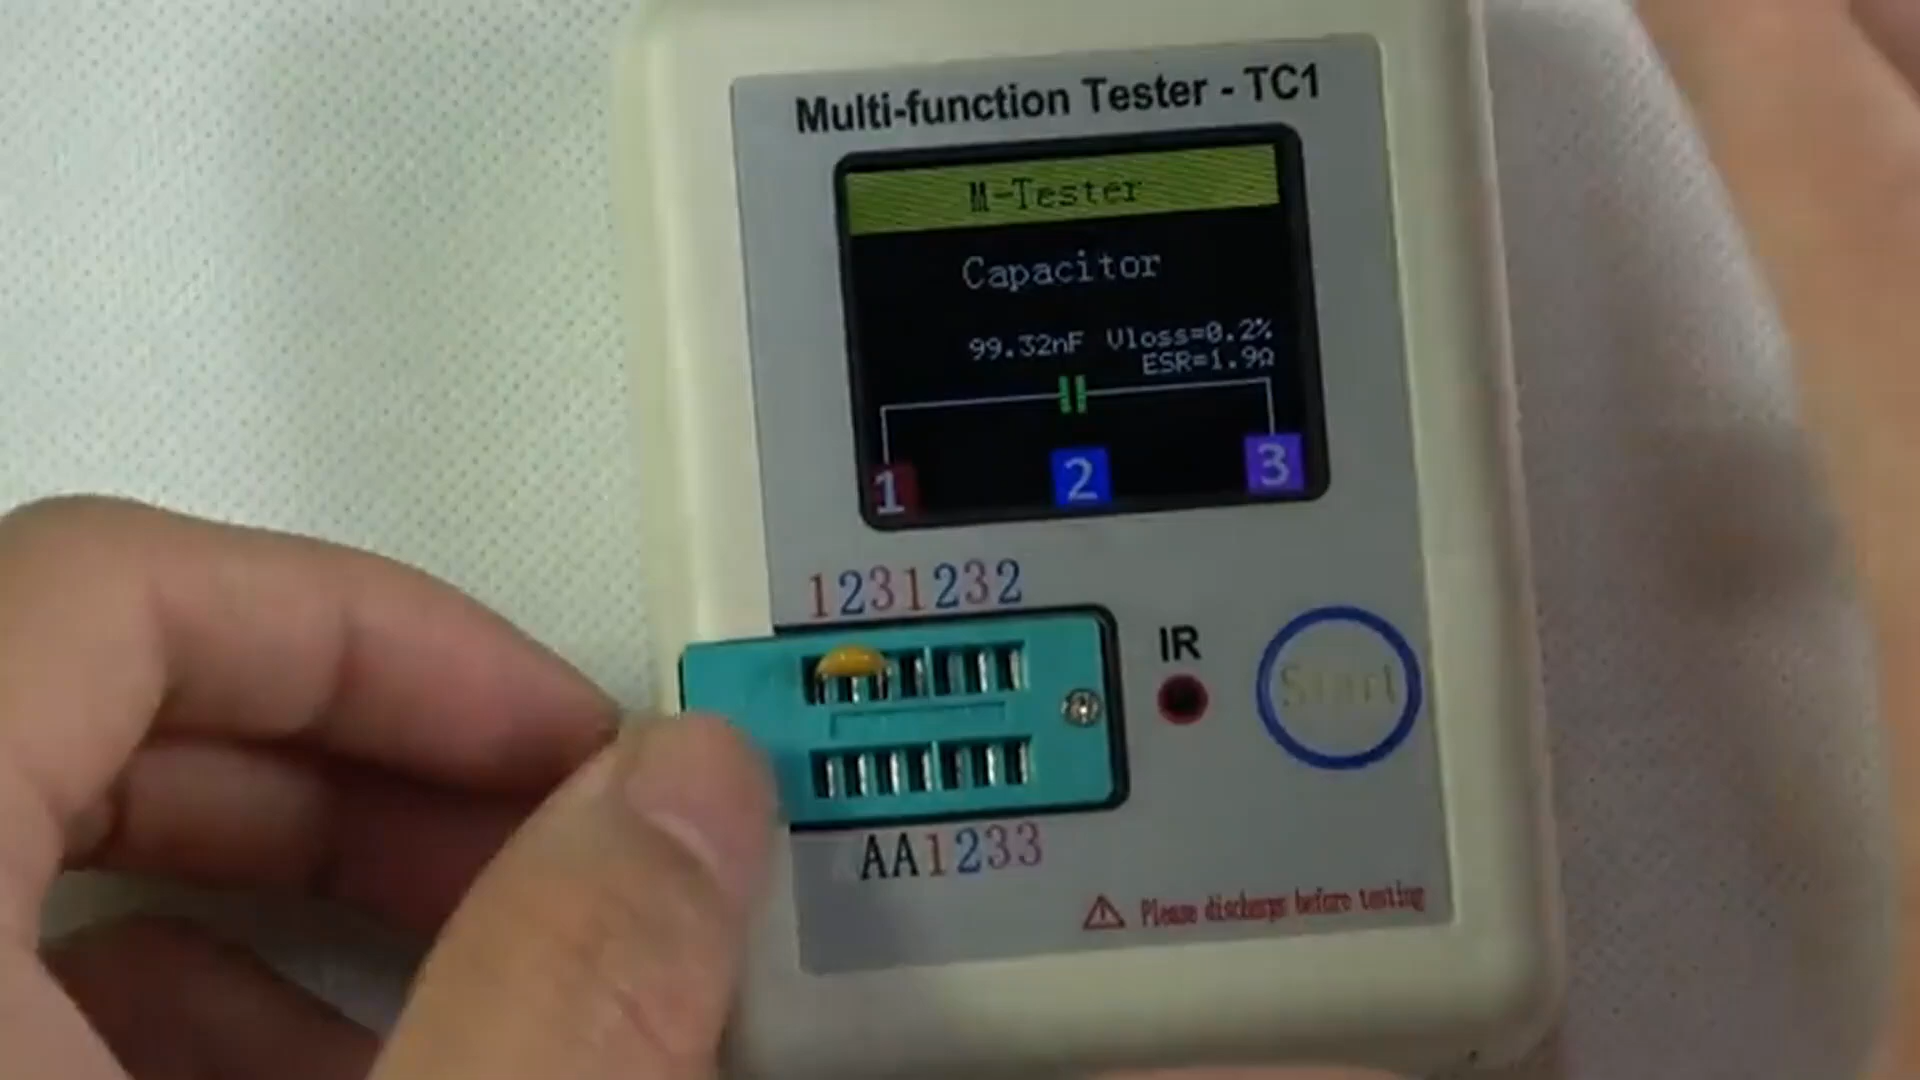 Multi-function Tester - TC1
M-Tester
Capacitor
99.32nF Vloss=0.2%
ESR=1.9Ω
1 2 3
1231232
IR
Start
AA1233
Please discharge before testing